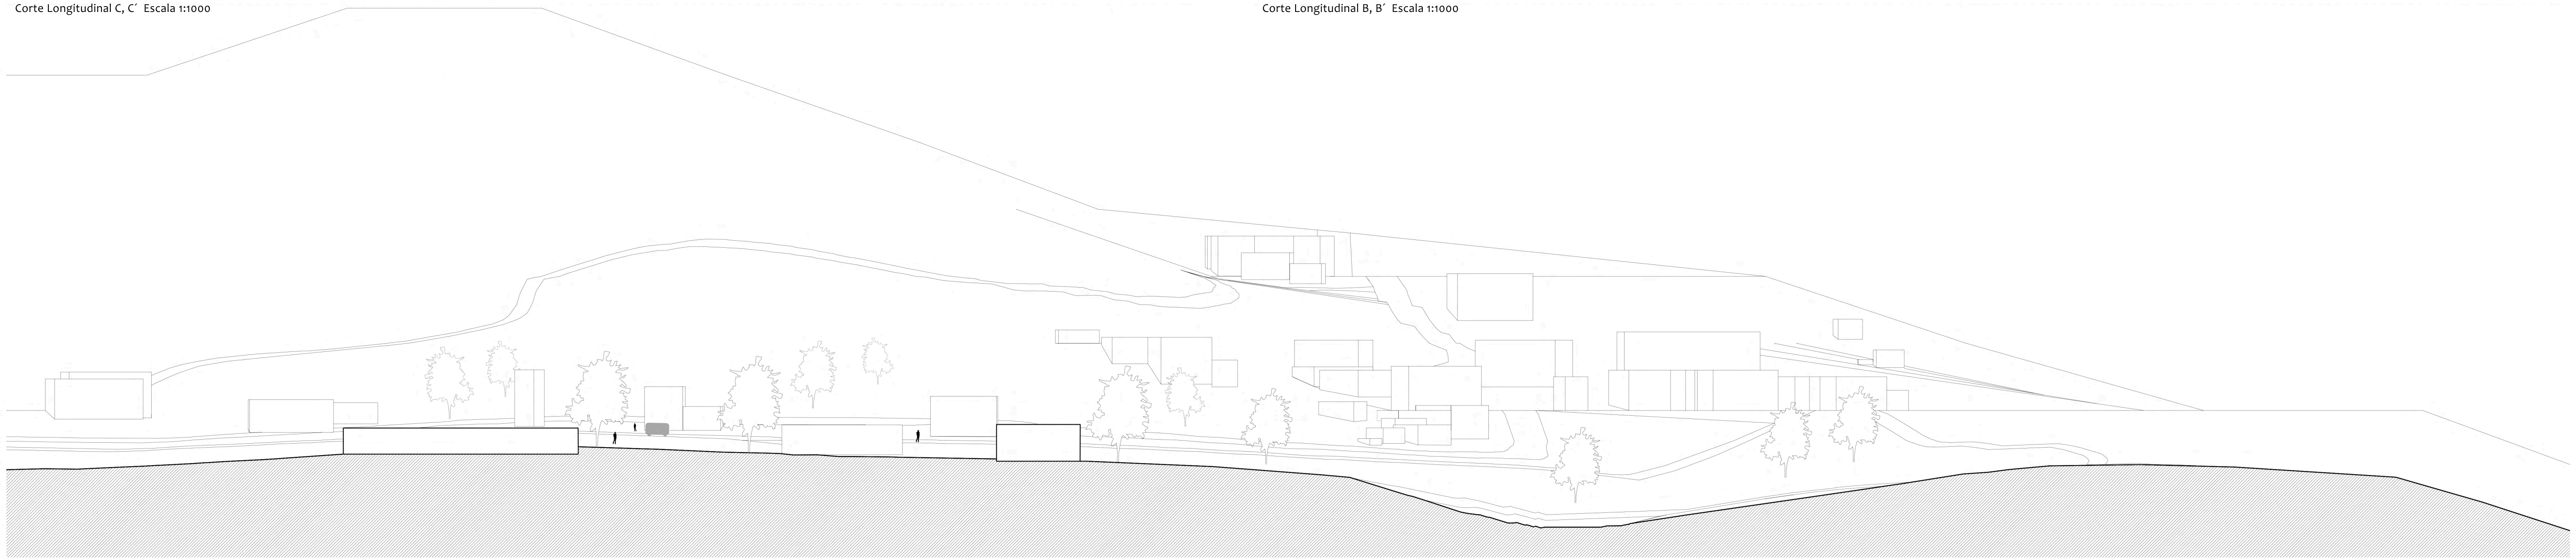 Corte Longitudinal C, C´ Escala 1:1000
Corte Longitudinal B, B´ Escala 1:1000